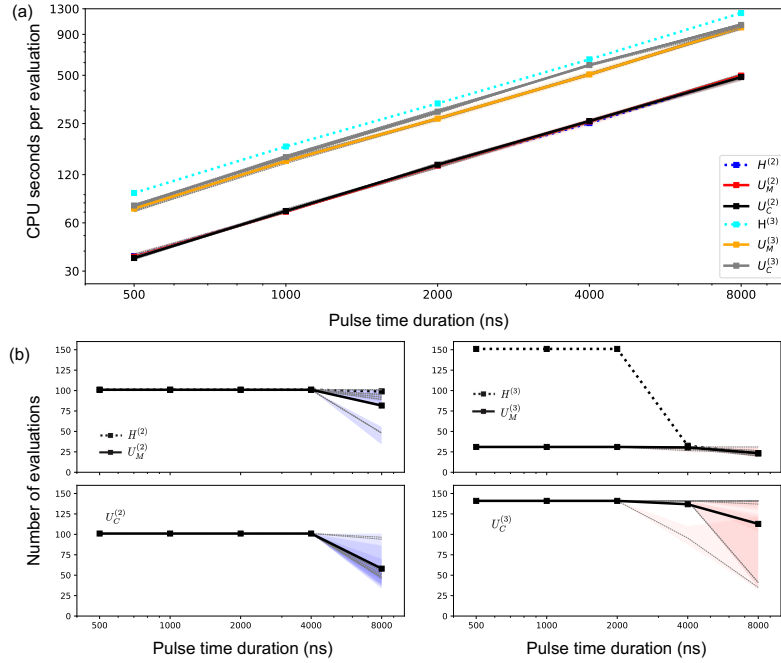 (a)
1300
900
500
250
120
60
30
CPU seconds per evaluation
H^(2)
U_M^(2)
U_C^(2)
H^(3)
U_M^(3)
U_C^(3)
500 1000 2000 4000 8000
Pulse time duration (ns)
(b)
Number of evaluations
150
125
100
75
50
25
0
H^(2)
U_M^(2)
150
125
100
75
50
25
0
H^(3)
U_M^(3)
150
125
100
75
50
25
0
U_C^(2)
500 1000 2000 4000 8000
Pulse time duration (ns)
150
125
100
75
50
25
0
U_C^(3)
500 1000 2000 4000 8000
Pulse time duration (ns)